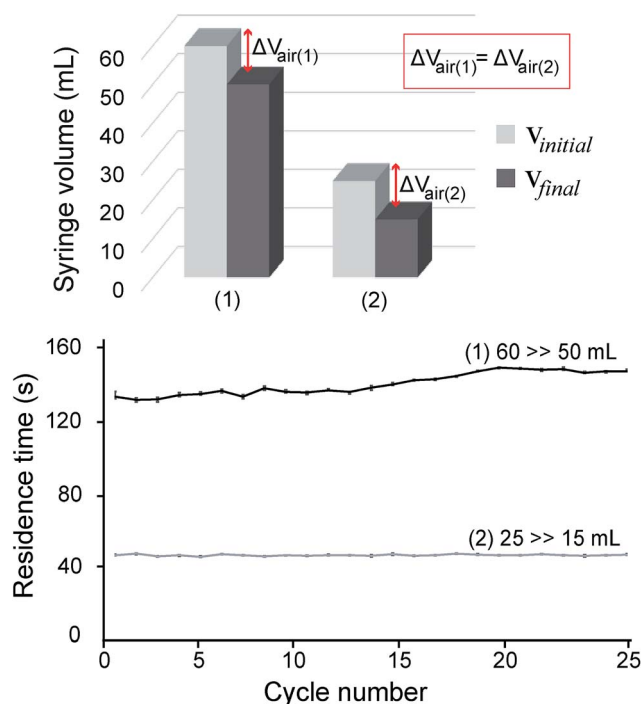 Syringe volume (mL)
60
50
40
30
20
10
0
ΔVair(1)
ΔVair(2)
ΔVair(1)= ΔVair(2)
Vinitial
Vfinal
(1)
(2)
Residence time (s)
160
120
80
40
0
(1) 60 >> 50 mL
(2) 25 >> 15 mL
0
5
10
15
20
25
Cycle number